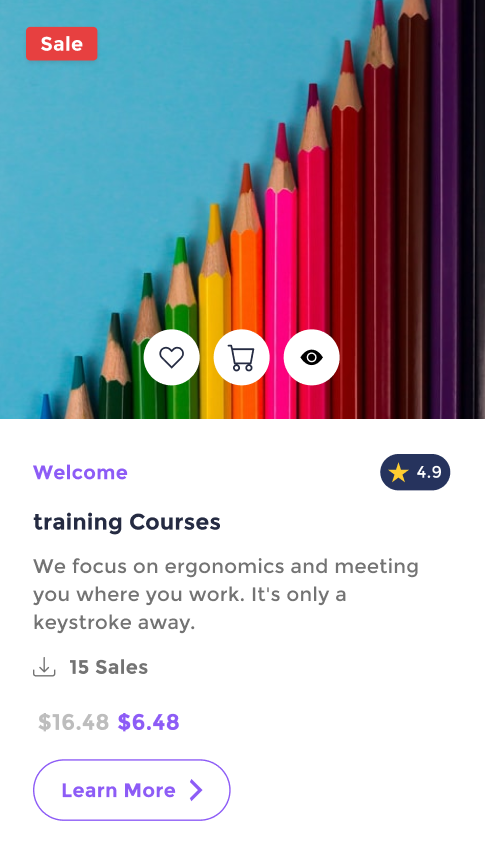 Sale
Welcome
4.9
training Courses
We focus on ergonomics and meeting
you where you work. It's only a
keystroke away.
15 Sales
$16.48 $6.48
Learn More